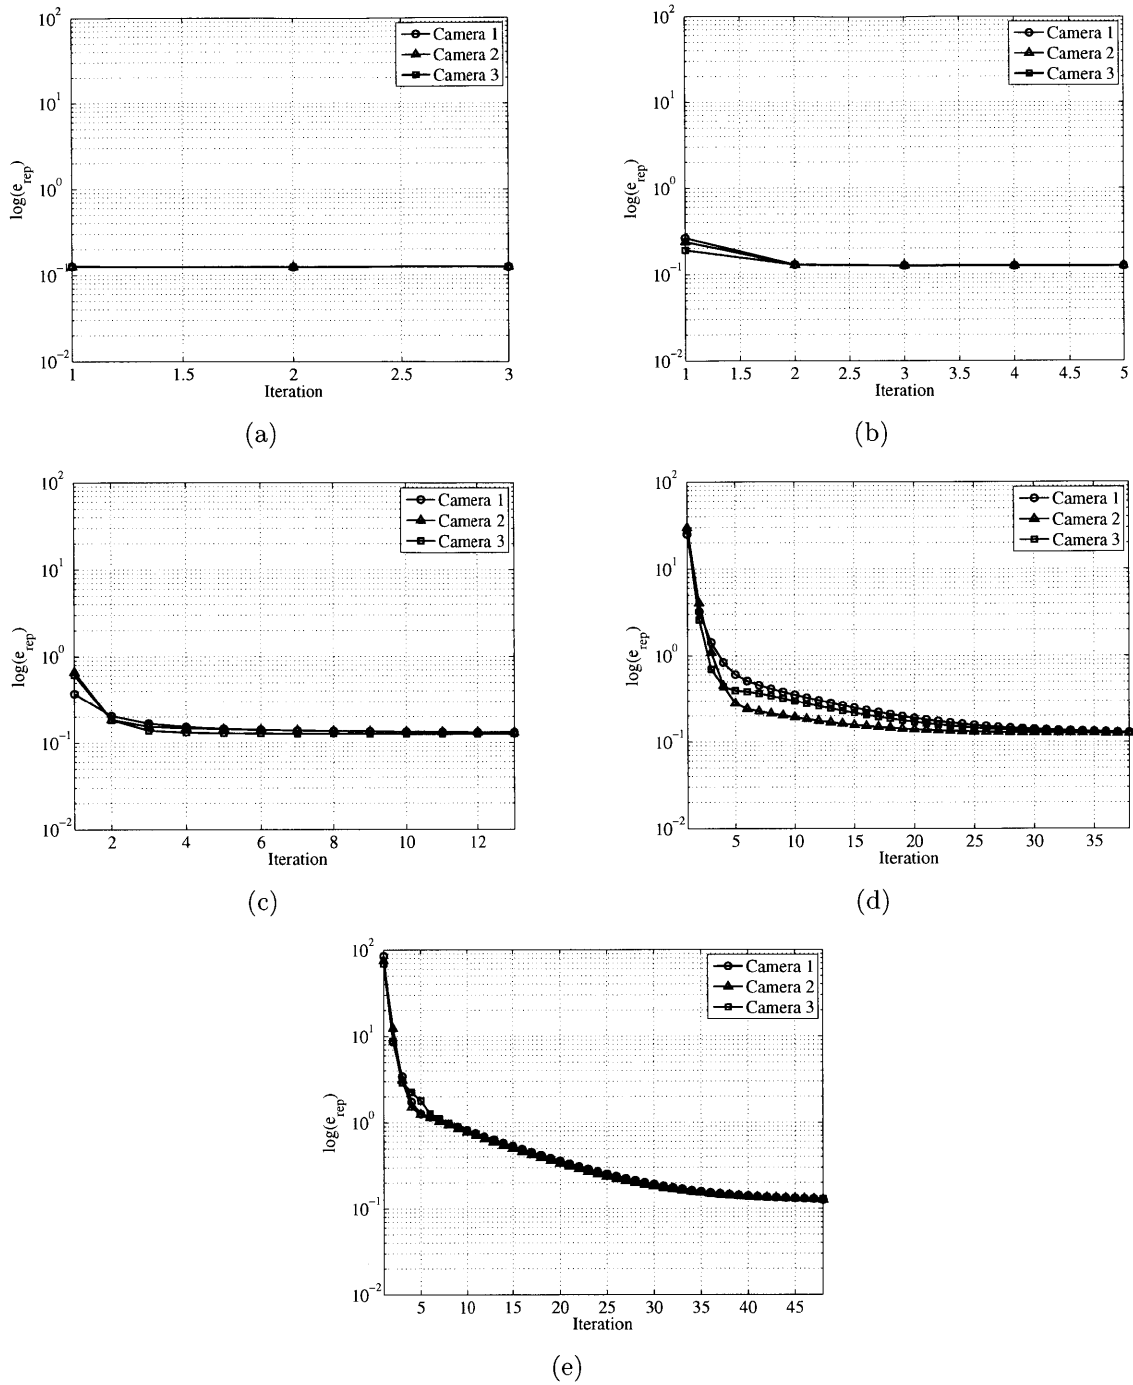 10^2
10^1
10^0
10^-1
10^-2
log(e_rep)
1 1.5 2 2.5 3
Iteration
Camera 1
Camera 2
Camera 3
(a)
10^2
10^1
10^0
10^-1
10^-2
log(e_rep)
1 1.5 2 2.5 3 3.5 4 4.5 5
Iteration
Camera 1
Camera 2
Camera 3
(b)
10^2
10^1
10^0
10^-1
10^-2
log(e_rep)
2 4 6 8 10 12
Iteration
Camera 1
Camera 2
Camera 3
(c)
10^2
10^1
10^0
10^-1
10^-2
log(e_rep)
5 10 15 20 25 30 35
Iteration
Camera 1
Camera 2
Camera 3
(d)
10^2
10^1
10^0
10^-1
10^-2
log(e_rep)
5 10 15 20 25 30 35 40 45
Iteration
Camera 1
Camera 2
Camera 3
(e)